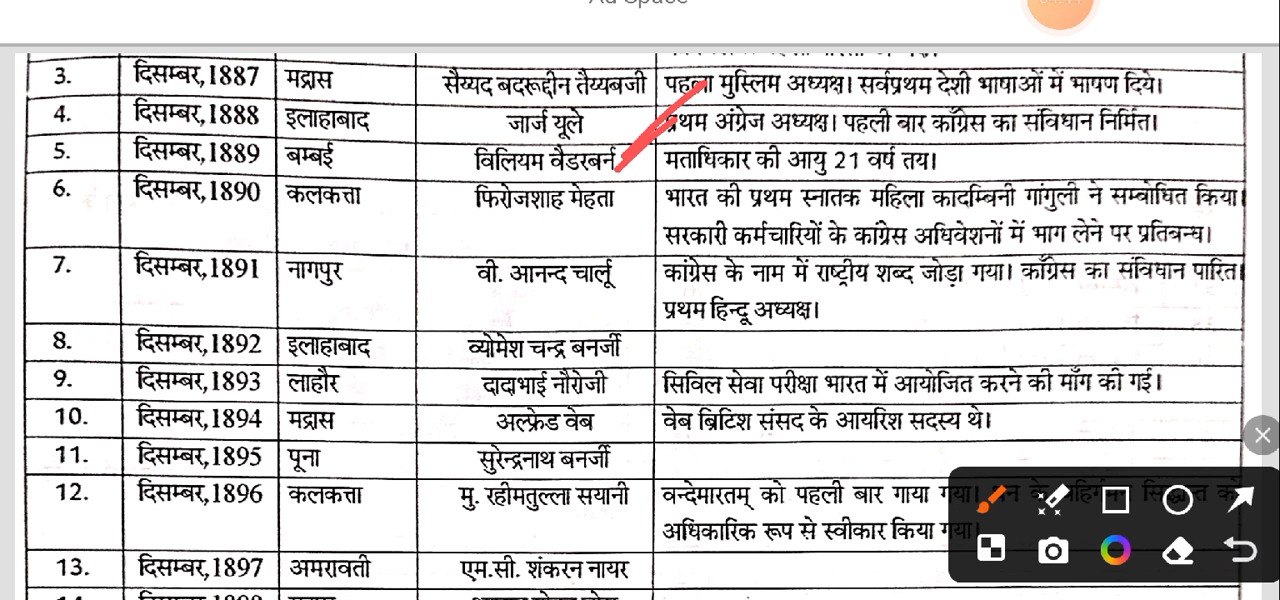 Ad Space
3. दिसम्बर,1887 मद्रास सैय्यद बदरूद्दीन तैय्यबजी पहला मुस्लिम अध्यक्ष। सर्वप्रथम देशी भाषाओं में भाषण दिये।
4. दिसम्बर,1888 इलाहाबाद जार्ज यूले प्रथम अंग्रेज अध्यक्ष। पहली बार काँग्रेस का संविधान निर्मित।
5. दिसम्बर,1889 बम्बई विलियम वैडरबर्न मताधिकार की आयु 21 वर्ष तय।
6. दिसम्बर,1890 कलकत्ता फिरोजशाह मेहता भारत की प्रथम स्नातक महिला कादम्बिनी गांगुली ने सम्बोधित किया।
सरकारी कर्मचारियों के कांग्रेस अधिवेशनों में भाग लेने पर प्रतिबन्ध।
7. दिसम्बर,1891 नागपुर वी. आनन्द चार्लू कांग्रेस के नाम में राष्ट्रीय शब्द जोड़ा गया। काँग्रेस का संविधान पारित।
प्रथम हिन्दू अध्यक्ष।
8. दिसम्बर,1892 इलाहाबाद व्योमेश चन्द्र बनर्जी
9. दिसम्बर,1893 लाहौर दादाभाई नौरोजी सिविल सेवा परीक्षा भारत में आयोजित करने की माँग की गई।
10. दिसम्बर,1894 मद्रास अल्फ्रेड वेब वेब ब्रिटिश संसद के आयरिश सदस्य थे।
11. दिसम्बर,1895 पूना सुरेन्द्रनाथ बनर्जी
12. दिसम्बर,1896 कलकत्ता मु. रहीमतुल्ला सयानी वन्देमारतम् को पहली बार गाया गया। के सिद्धान्त को
अधिकारिक रूप से स्वीकार किया गया।
13. दिसम्बर,1897 अमरावती एम.सी. शंकरन नायर